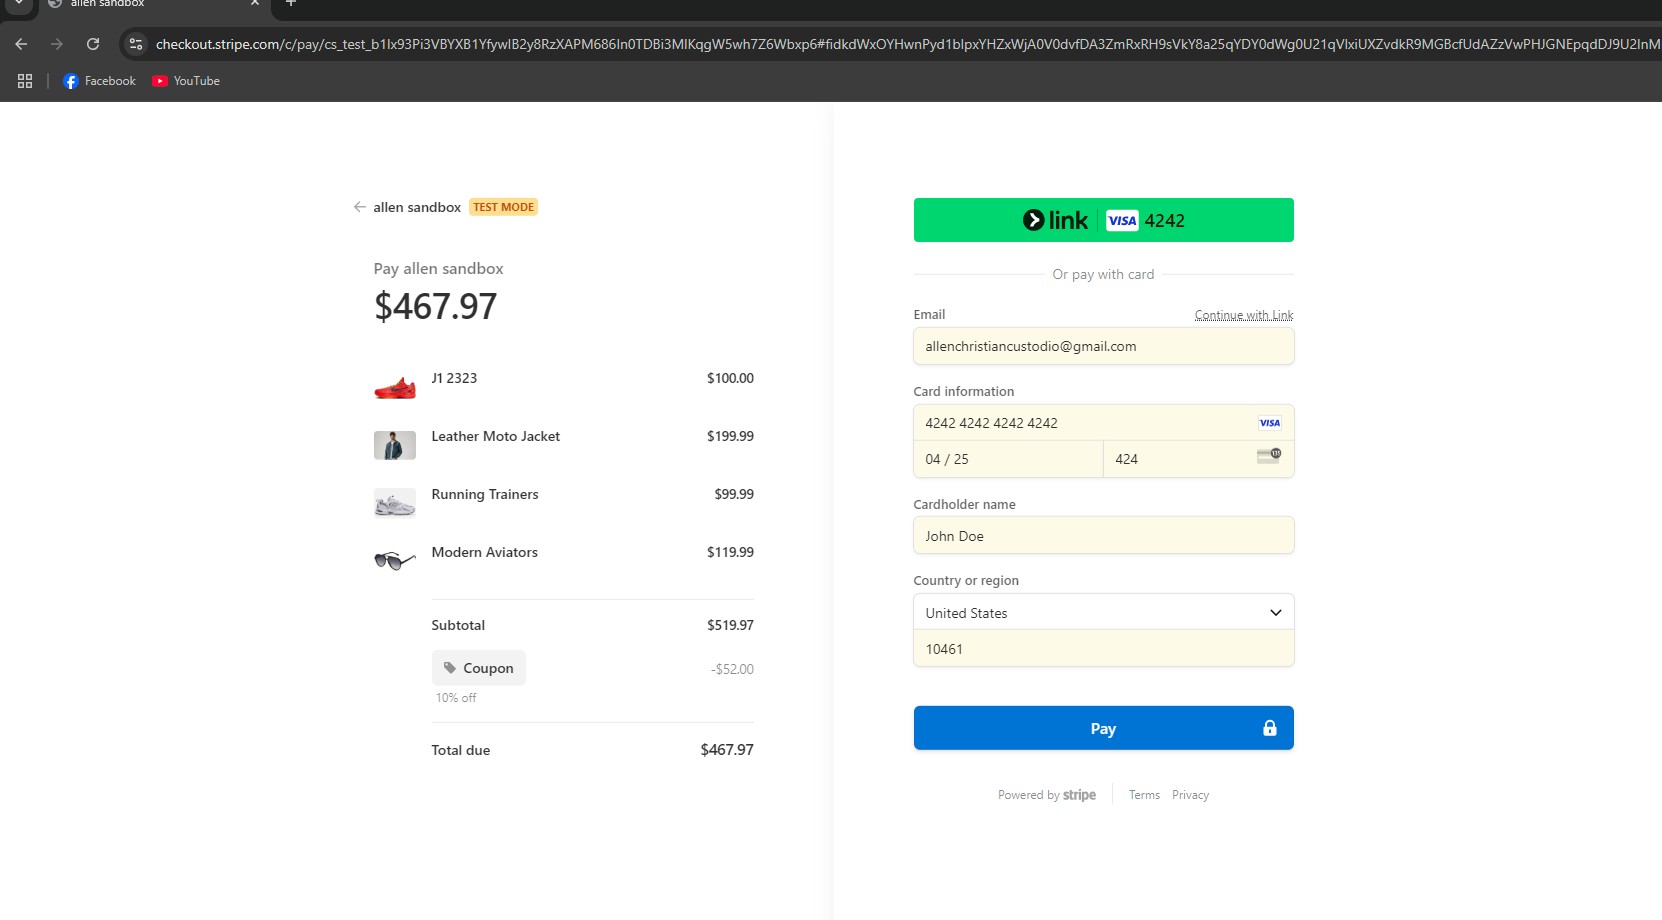 allen sandbox
checkout.stripe.com/c/pay/cs_test_b1Ix93Pi3VBYXB1YfywlB2y8RzXAPM686In0TDBi3MlKqgW5wh7Z6Wbxp6#fidkdWxOYHwnPyd1blpxYHZxWjA0V0dvfDA3ZmRxRH9sVkY8a25qYDY0dWg0U21qVlxiUXZvdkR9MGBcfUdAZzVwPHJGNEpqdDJ9U2lnM
Facebook
YouTube
allen sandbox TEST MODE
Pay allen sandbox
$467.97
J1 2323 $100.00
Leather Moto Jacket $199.99
Running Trainers $99.99
Modern Aviators $119.99
Subtotal $519.97
Coupon -$52.00
10% off
Total due $467.97
link VISA 4242
Or pay with card
Email Continue with Link
allenchristiancustodio@gmail.com
Card information
4242 4242 4242 4242 VISA
04 / 25 424 135
Cardholder name
John Doe
Country or region
United States
10461
Pay
Powered by stripe Terms Privacy